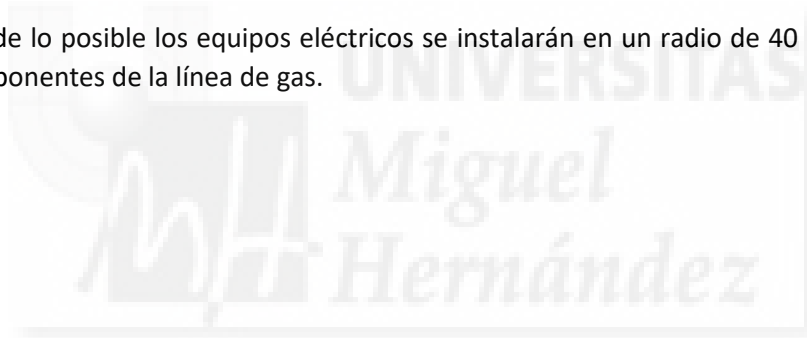 de lo posible los equipos eléctricos se instalarán en un radio de 40
ponentes de la línea de gas.
UNIVERSITAS
Miguel
Hernández